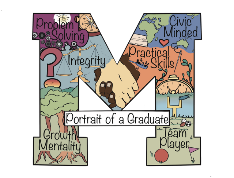 Problem
Solving
Civic
Minded
Integrity
Practical
Skills
Portrait of a Graduate
Growth
Mentality
Team
Player